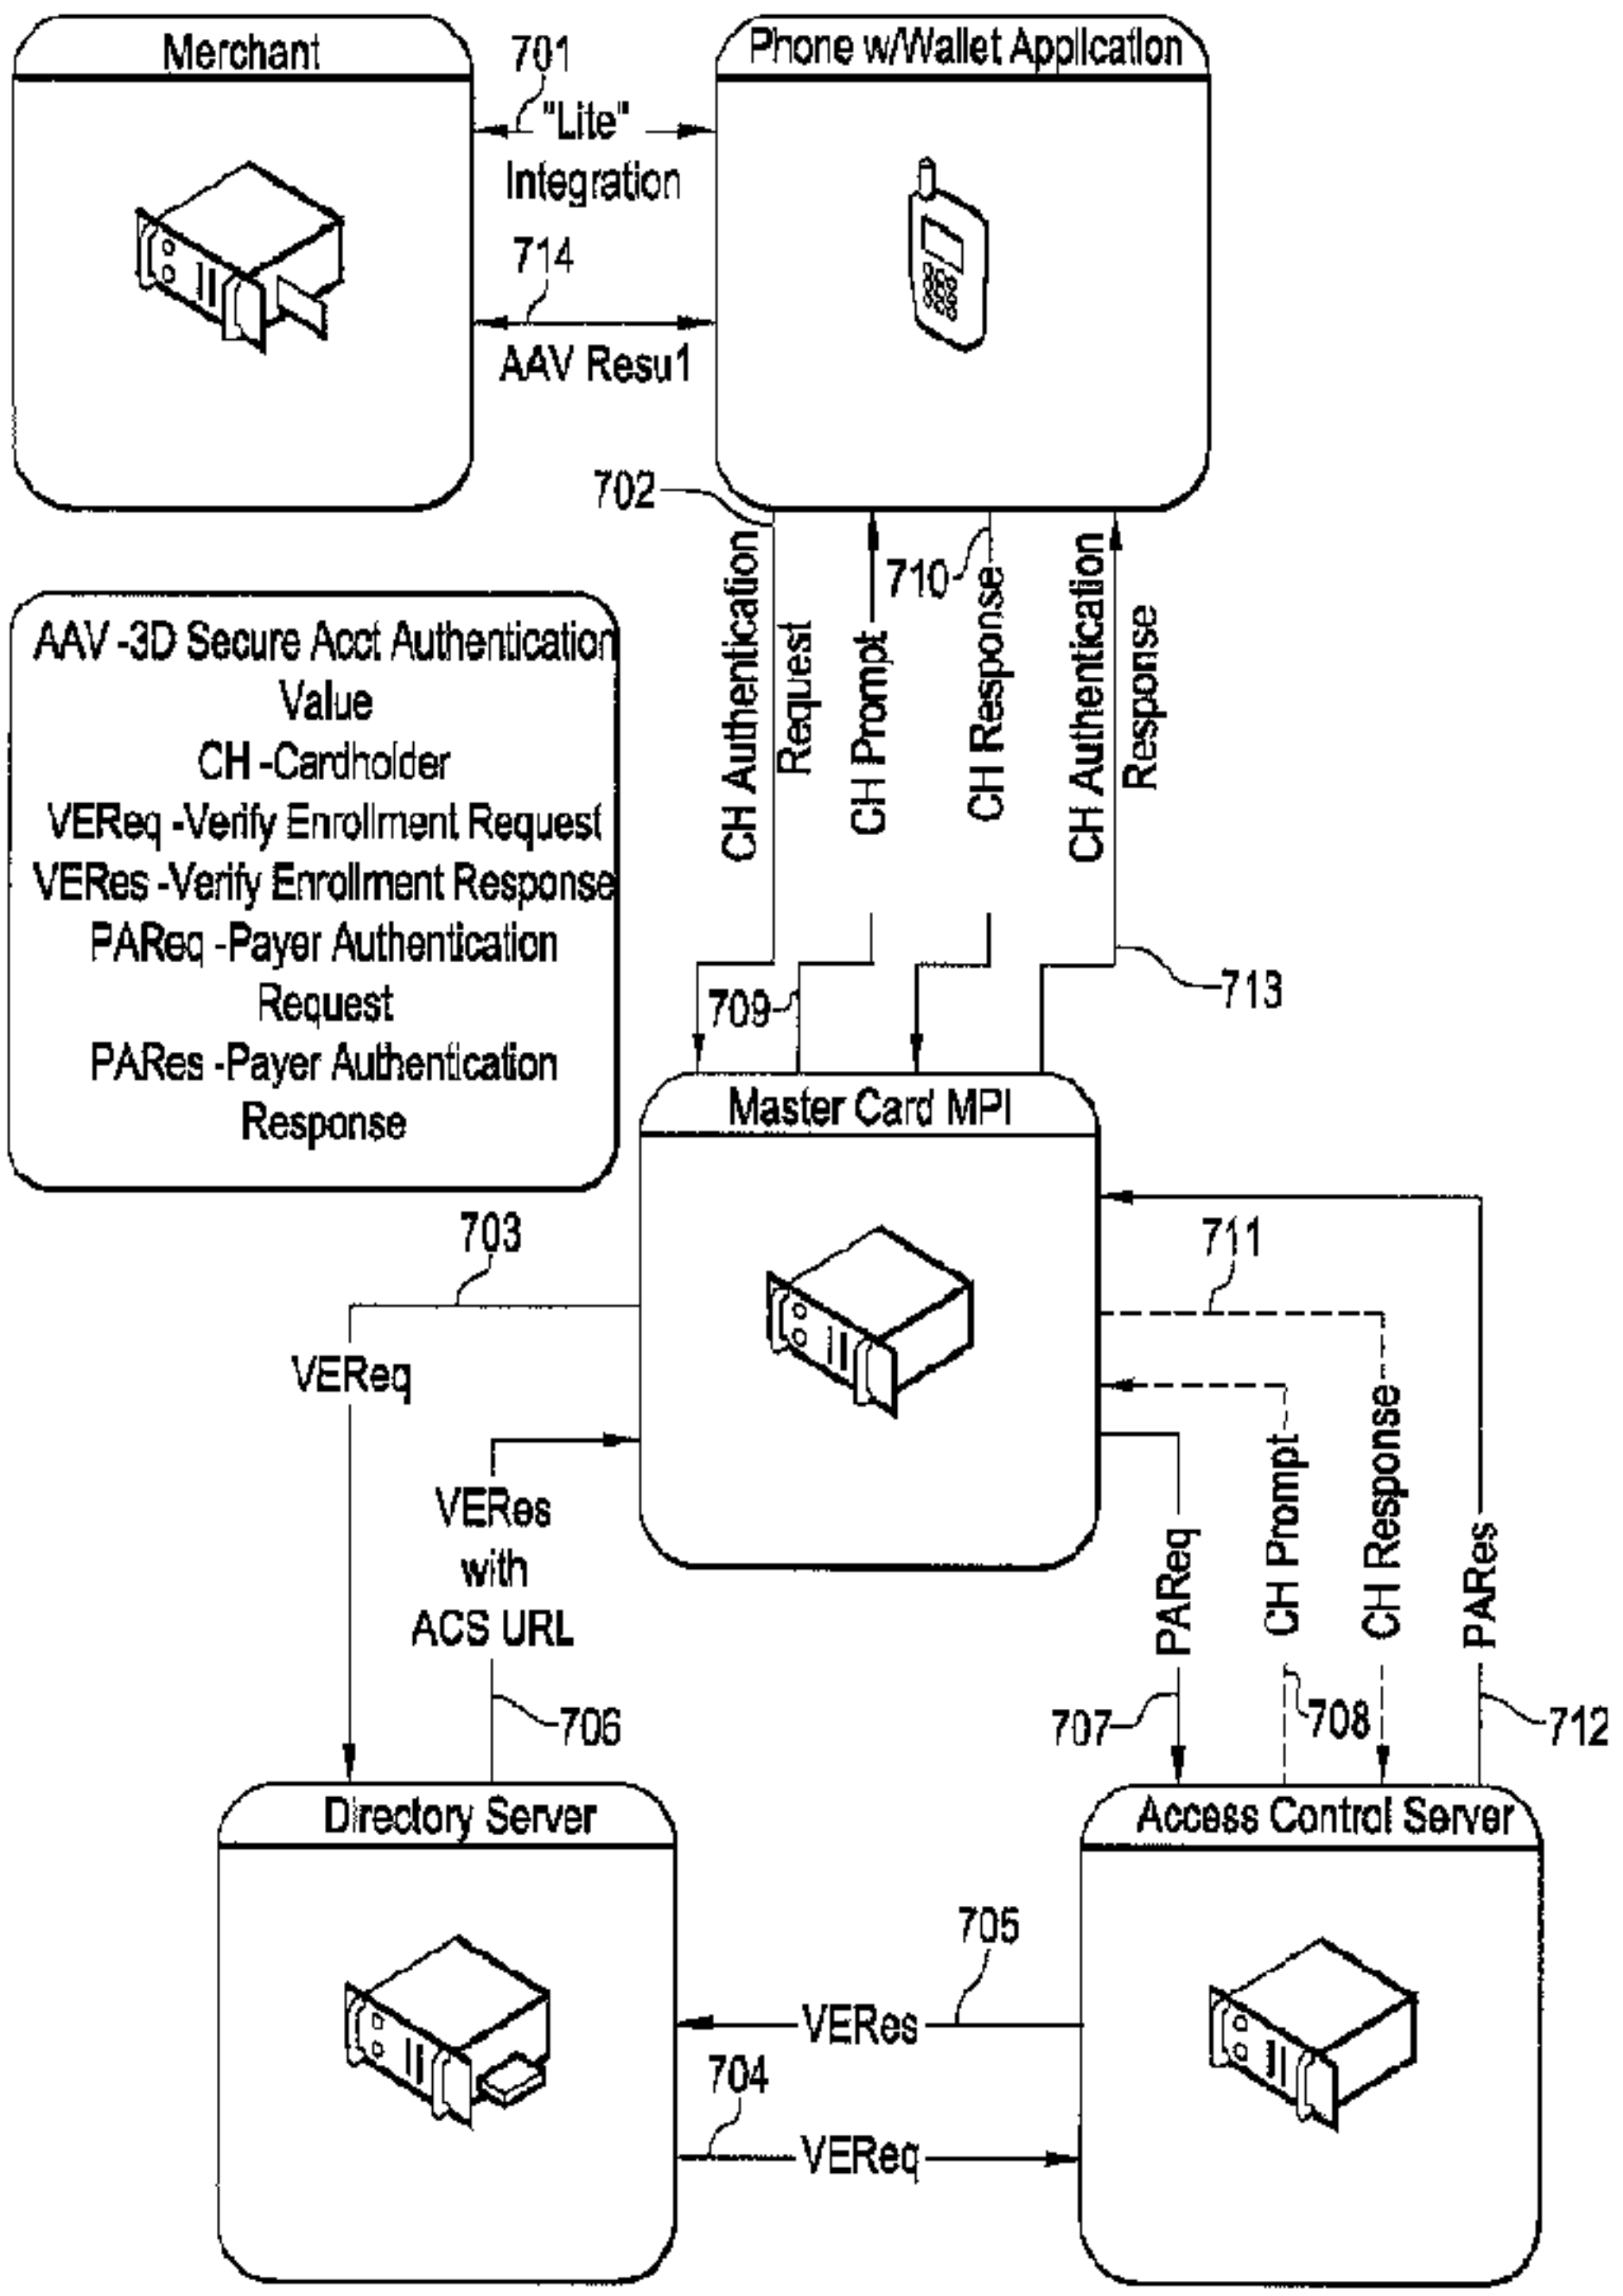 Merchant
701
"Lite"
Integration
714
AAV Resu1
Phone w/Wallet Application
702
CH Authentication
Request
CH Prompt
710
CH Response
CH Authentication
Response
709
713
AAV -3D Secure Acct Authentication
Value
CH -Cardholder
VEReq -Verify Enrollment Request
VERes -Verify Enrollment Response
PAReq -Payer Authentication
Request
PARes -Payer Authentication
Response
Master Card MPI
703
VEReq
VERes
with
ACS URL
706
711
PAReq
CH Prompt
CH Response
PARes
707
708
712
Directory Server
Access Control Server
705
VERes
704
VEReq